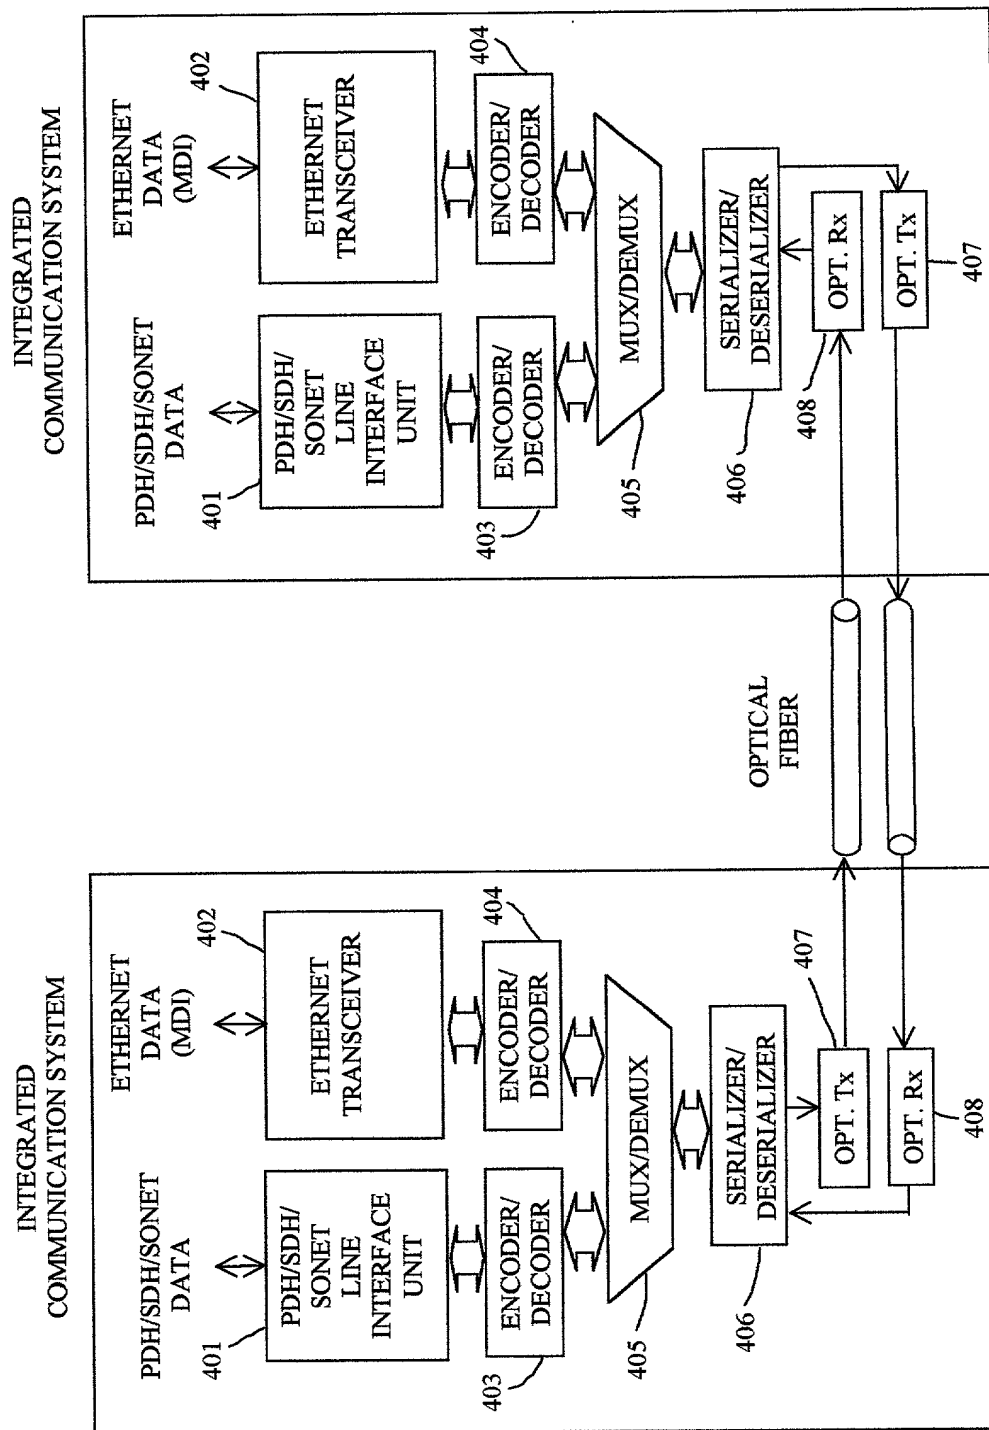 INTEGRATED
COMMUNICATION SYSTEM
PDH/SDH/SONET
DATA
ETHERNET
DATA
(MDI)
401
PDH/SDH/
SONET
LINE
INTERFACE
UNIT
402
ETHERNET
TRANSCEIVER
403
ENCODER/
DECODER
404
ENCODER/
DECODER
405
MUX/DEMUX
406
SERIALIZER/
DESERIALIZER
407
OPT. Tx
OPT. Rx
408
OPTICAL
FIBER
INTEGRATED
COMMUNICATION SYSTEM
PDH/SDH/SONET
DATA
ETHERNET
DATA
(MDI)
401
PDH/SDH/
SONET
LINE
INTERFACE
UNIT
402
ETHERNET
TRANSCEIVER
403
ENCODER/
DECODER
404
ENCODER/
DECODER
405
MUX/DEMUX
406
SERIALIZER/
DESERIALIZER
408
OPT. Rx
OPT. Tx
407